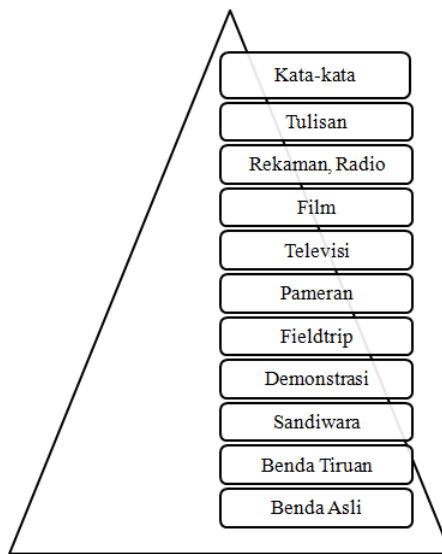 Kata-kata
Tulisan
Rekaman, Radio
Film
Televisi
Pameran
Fieldtrip
Demonstrasi
Sandiwara
Benda Tiruan
Benda Asli